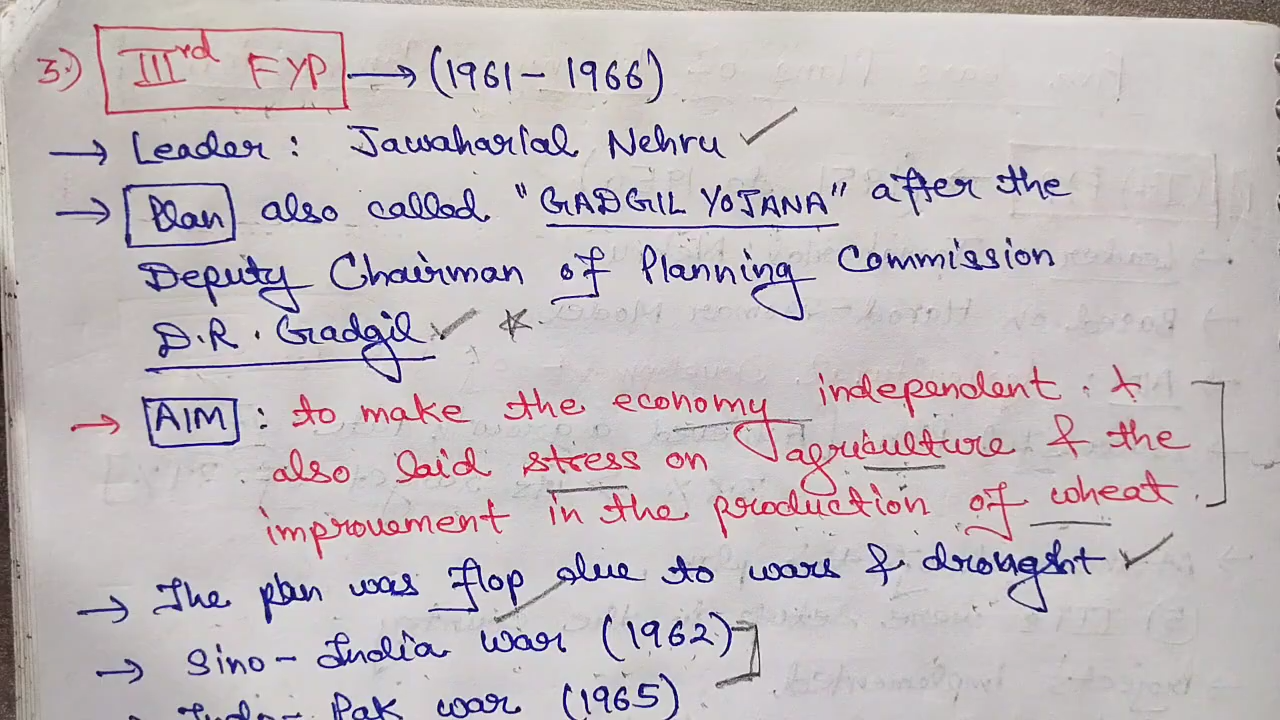 3.) IIIrd FYP → (1961 - 1966)
→ Leader : Jawaharlal Nehru ✓
→ Plan also called "GADGIL YOJANA" after the
Deputy Chairman of Planning Commission
D.R. Gadgil ✓ ☆.
→ AIM : to make the economy independent. &
also laid stress on agriculture & the
improvement in the production of wheat.
→ The plan was flop due to wars & drought ✓
→ Sino - India war (1962)
→ Indo - Pak war (1965)